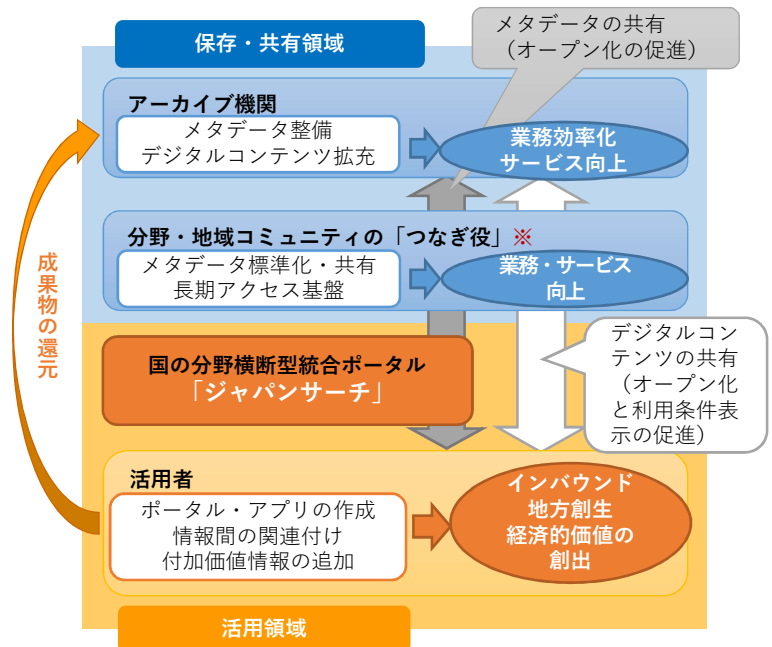 保存・共有領域
メタデータの共有
（オープン化の促進）
アーカイブ機関
メタデータ整備
デジタルコンテンツ拡充
業務効率化
サービス向上
分野・地域コミュニティの「つなぎ役」※
メタデータ標準化・共有
長期アクセス基盤
業務・サービス
向上
成果物の還元
国の分野横断型統合ポータル
「ジャパンサーチ」
デジタルコン
テンツの共有
（オープン化
と利用条件表
示の促進）
活用者
ポータル・アプリの作成
情報間の関連付け
付加価値情報の追加
インバウンド
地方創生
経済的価値の
創出
活用領域